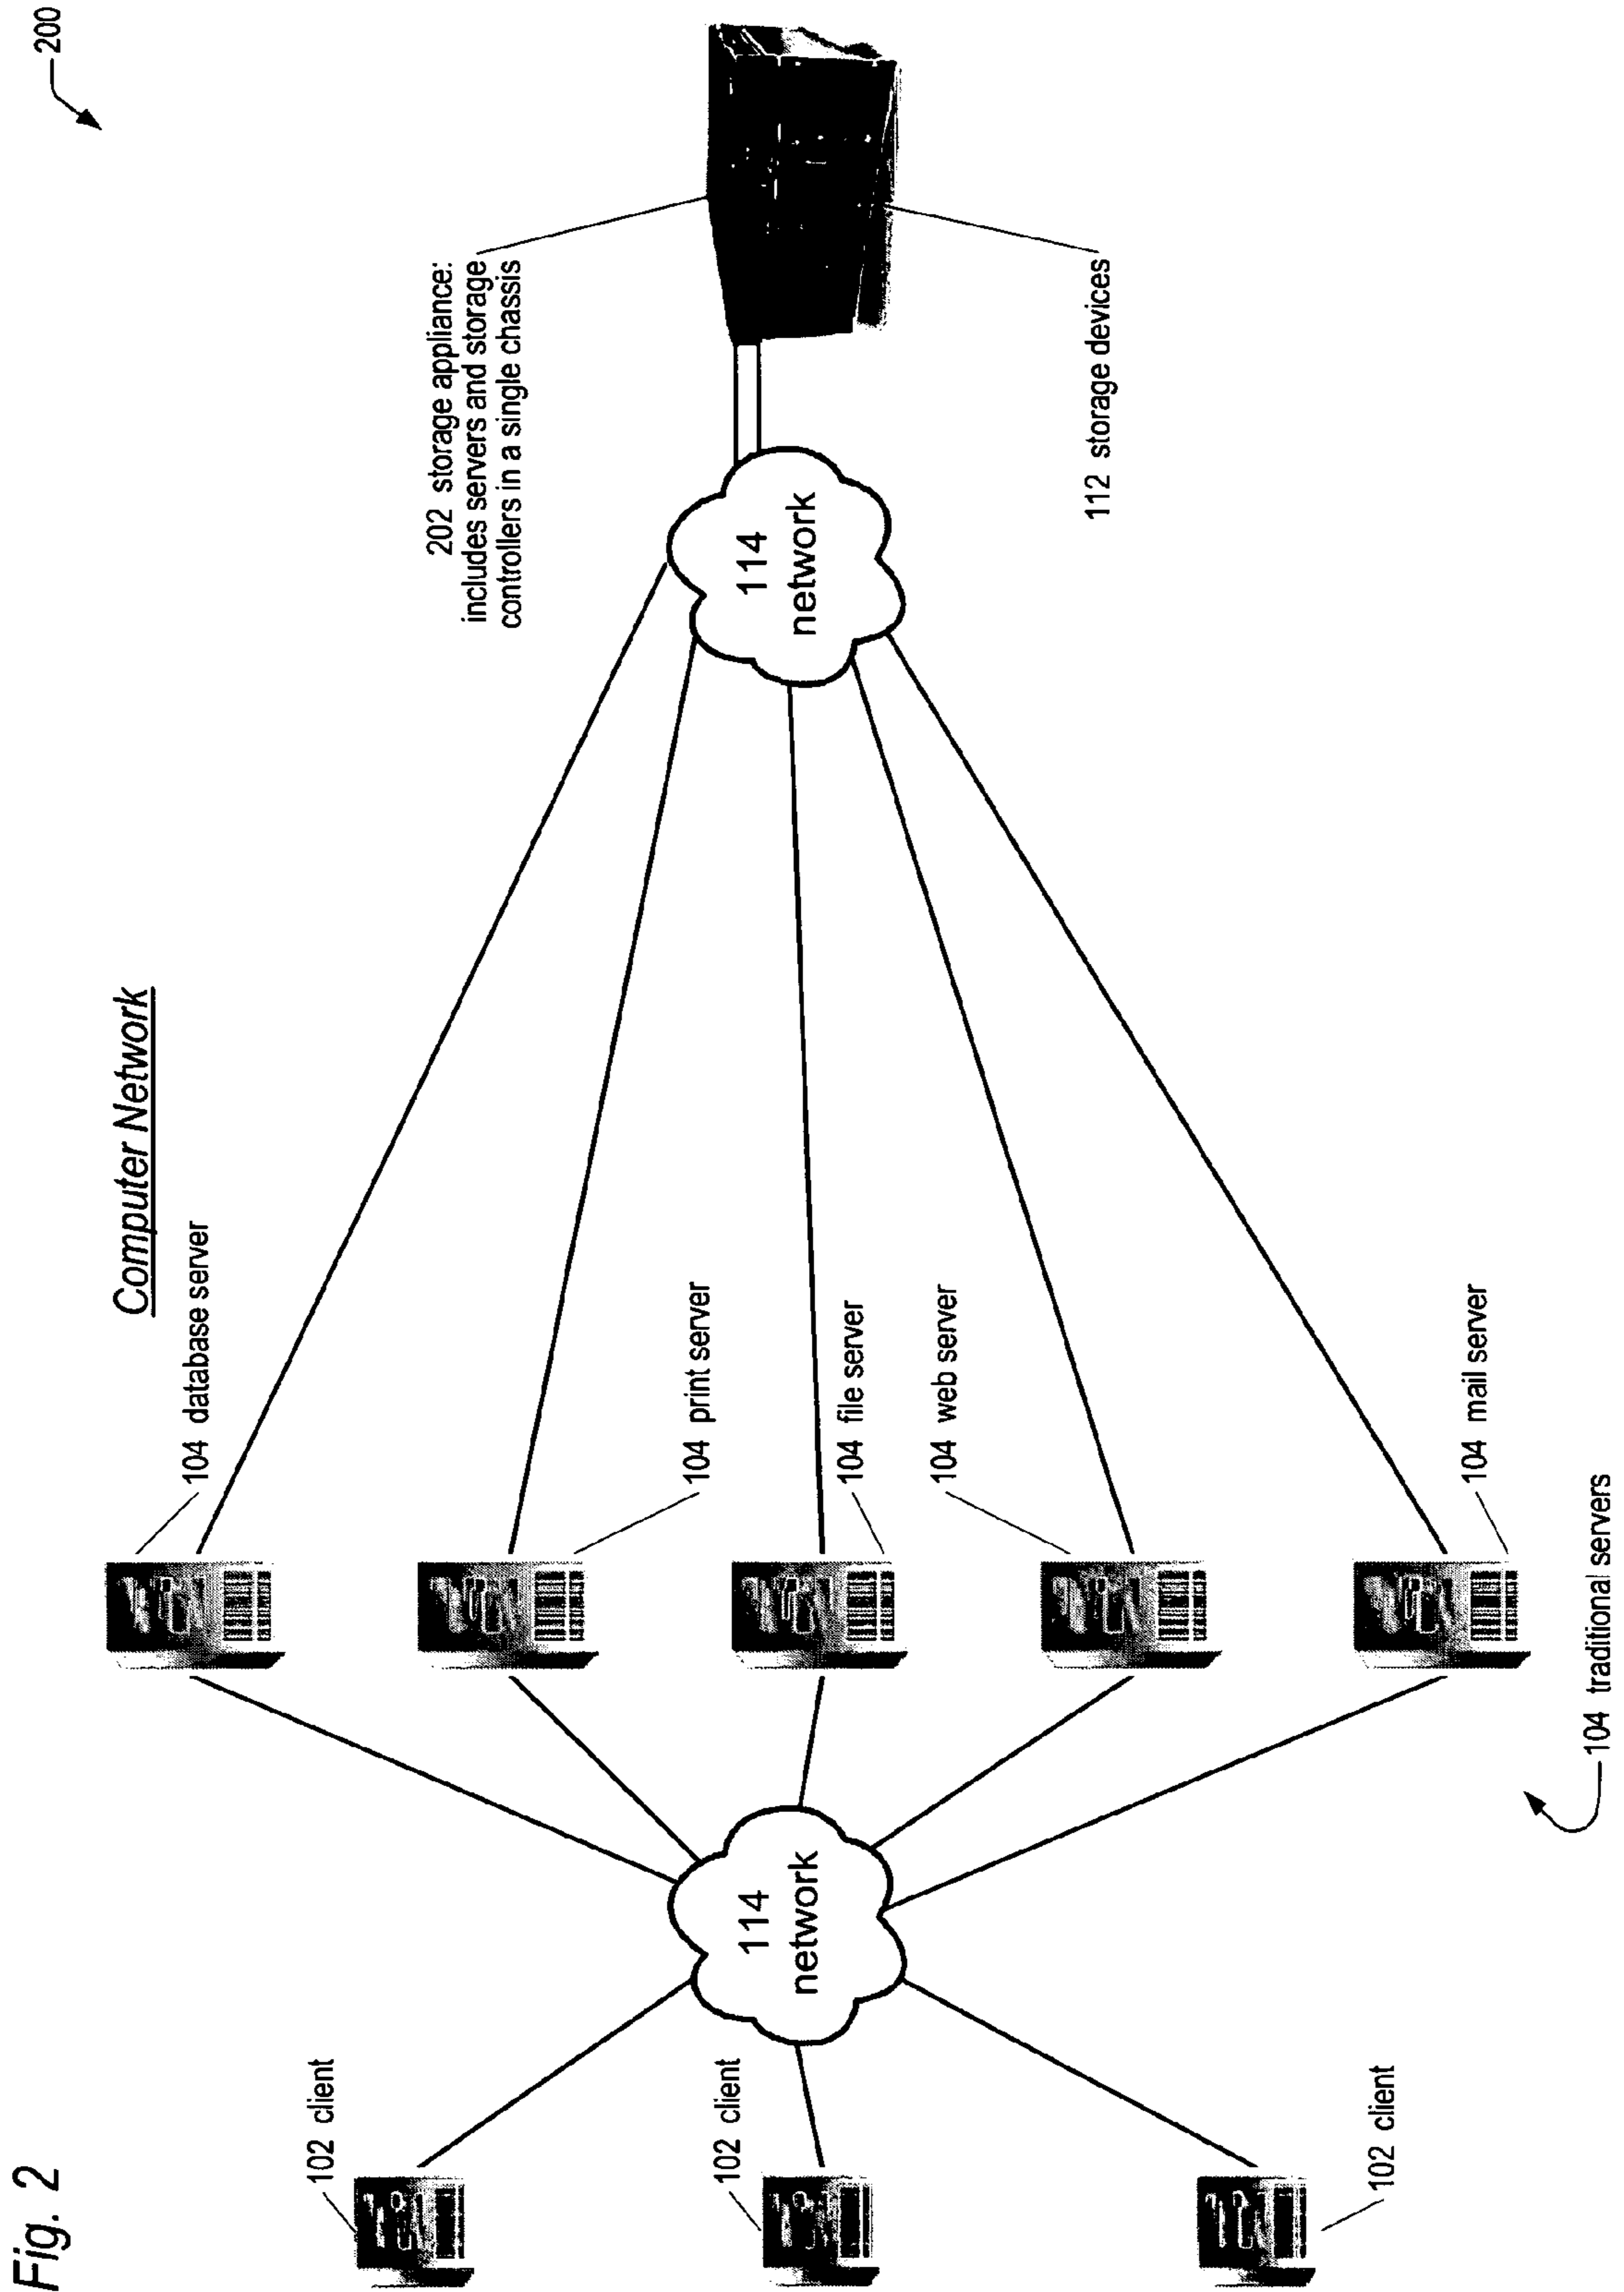 Fig. 2
Computer Network
200
102 client
102 client
102 client
114
network
104 database server
104 print server
104 file server
104 web server
104 mail server
104 traditional servers
114
network
202 storage appliance:
includes servers and storage
controllers in a single chassis
112 storage devices